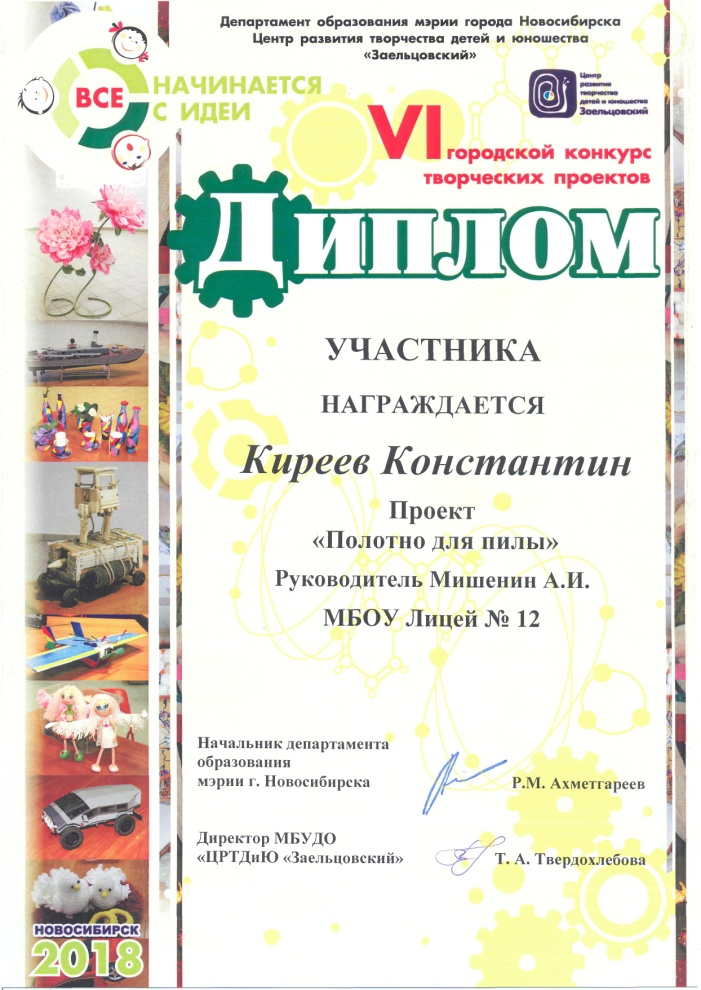 Департамент образования мэрии города Новосибирска
Центр развития творчества детей и юношества
«Заельцовский»
ВСЕ
НАЧИНАЕТСЯ
С ИДЕИ
Центр
развития
творчества
детей и юношества
Заельцовский
VI городской конкурс
творческих проектов
ДИПЛОМ
УЧАСТНИКА
НАГРАЖДАЕТСЯ
Киреев Константин
Проект
«Полотно для пилы»
Руководитель Мишенин А.И.
МБОУ Лицей № 12
Начальник департамента
образования
мэрии г. Новосибирска
Р.М. Ахметгареев
Директор МБУДО
«ЦРТДиЮ «Заельцовский»
Т. А. Твердохлебова
НОВОСИБИРСК
2018